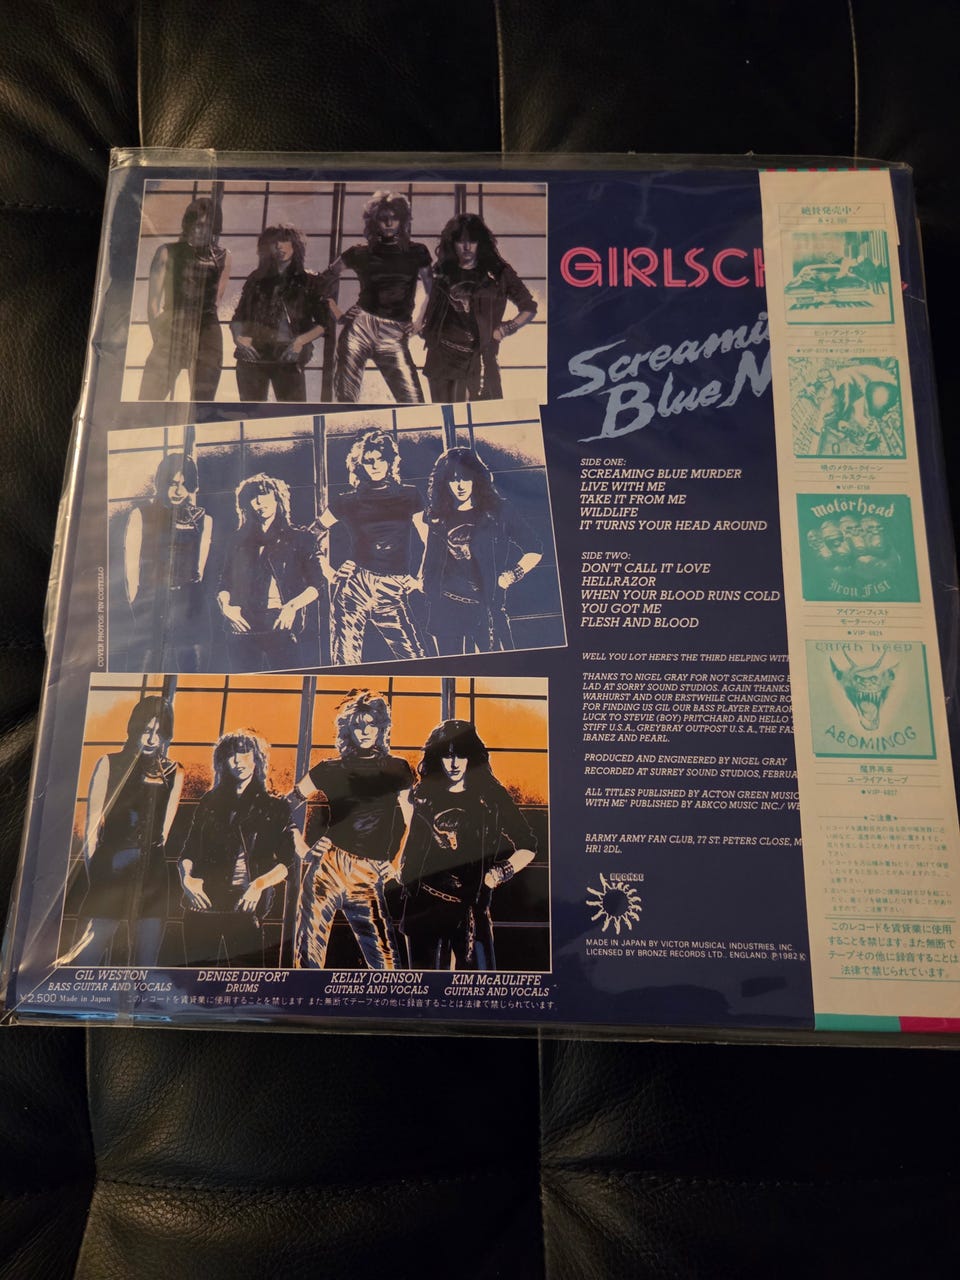 GIRLSCH
Screami
Blue M
SIDE ONE:
SCREAMING BLUE MURDER
LIVE WITH ME
TAKE IT FROM ME
WILDLIFE
IT TURNS YOUR HEAD AROUND
SIDE TWO:
DON'T CALL IT LOVE
HELLRAZOR
WHEN YOUR BLOOD RUNS COLD
YOU GOT ME
FLESH AND BLOOD
WELL YOU LOT HERE'S THE THIRD HELPING WITH
THANKS TO NIGEL GRAY FOR NOT SCREAMING
LAD AT SORRY SOUND STUDIOS. AGAIN THANKS
WARHURST AND OUR ERSTWHILE CHANGING RO
FOR FINDING US GIL OUR BASS PLAYER EXTRAOR
LUCK TO STEVIE (BOY) PRITCHARD AND HELLO
STIFF U.S.A., GREYBRAY OUTPOST U.S.A., THE FAS
IBANEZ AND PEARL.
PRODUCED AND ENGINEERED BY NIGEL GRAY
RECORDED AT SURREY SOUND STUDIOS, FEBRUA
ALL TITLES PUBLISHED BY ACTON GREEN MUSIC
WITH ME' PUBLISHED BY ABKCO MUSIC INC./ WE
BARMY ARMY FAN CLUB, 77 ST. PETERS CLOSE, M
HR1 2DL.
BRONZE
MADE IN JAPAN BY VICTOR MUSICAL INDUSTRIES, INC.
LICENSED BY BRONZE RECORDS LTD., ENGLAND. ℗1982 K
COVER PHOTOS: FIN COSTELLO
GIL WESTON
BASS GUITAR AND VOCALS
DENISE DUFORT
DRUMS
KELLY JOHNSON
GUITARS AND VOCALS
KIM McAULIFFE
GUITARS AND VOCALS
¥2,500 Made in Japan このレコードを賃貸業に使用することを禁じます また無断でテープその他に録音することは法律で禁じられています.
絶賛発売中!
各¥2,500
ヒット・アンド・ラン
ガールスクール
暁のメタル・クイーン
ガールスクール
●VIP-6798
Motörhead
Iron Fist
アイアン・フィスト
モーターヘッド
●VIP-6824
URIAH HEEP
ABOMINOG
魔界再来
ユーライア・ヒープ
●VIP-6827
★ご注意★
このレコードを賃貸業に使用
することを禁じます。また無断で
テープその他に録音することは
法律で禁じられています。